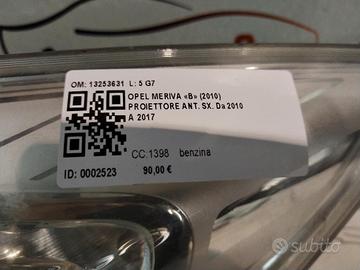 OM: 13253631 L: 5 G7
OPEL MERIVA «B» (2010)
PROIETTORE ANT. SX. Da 2010
A 2017
CC:1398 benzina
ID: 0002523 90,00 €
subito